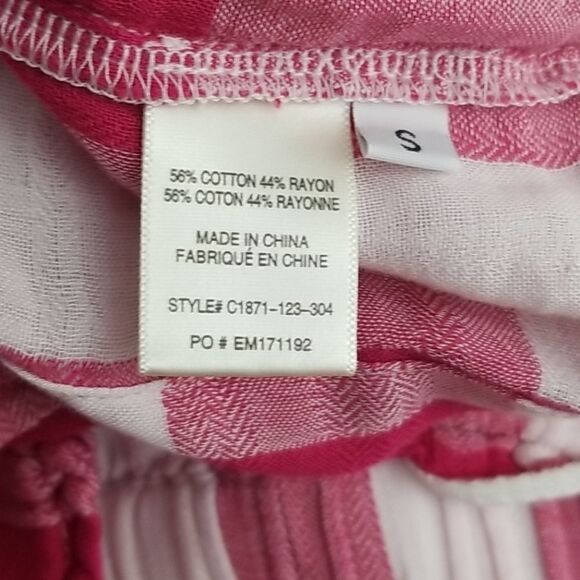 56% COTTON 44% RAYON
56% COTON 44% RAYONNE
MADE IN CHINA
FABRIQUÉ EN CHINE
STYLE# C1871-123-304
PO # EM171192
S